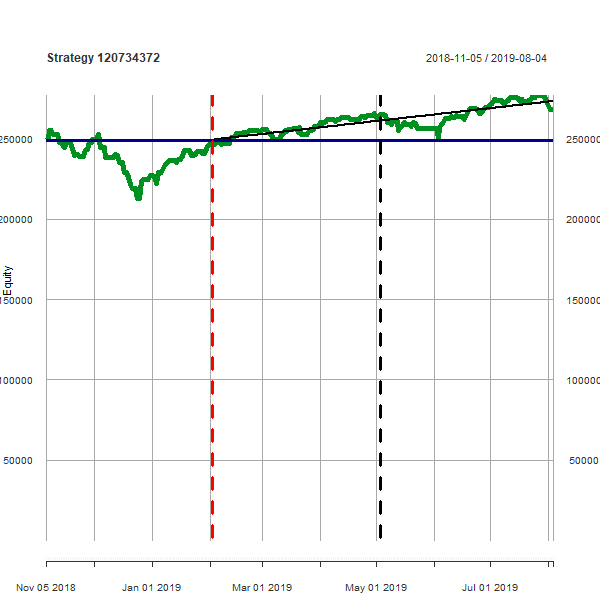 Strategy 120734372
2018-11-05 / 2019-08-04
250000 250000
200000 200000
Equity
150000 150000
100000 100000
50000 50000
Nov 05 2018 Jan 01 2019 Mar 01 2019 May 01 2019 Jul 01 2019